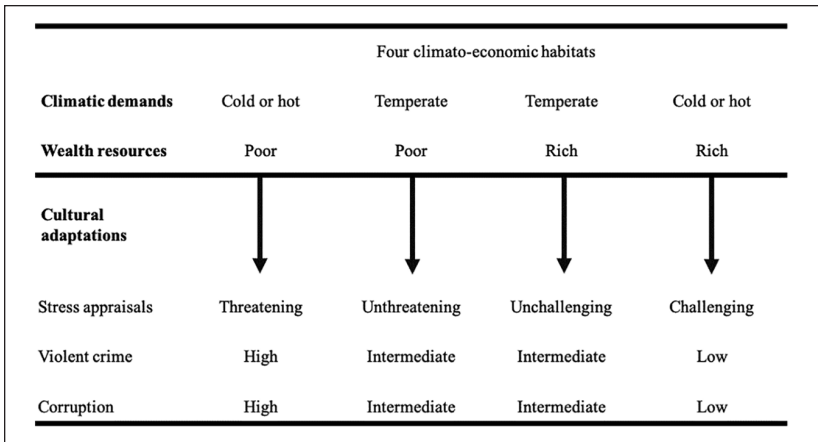 Four climato-economic habitats
Climatic demands Cold or hot Temperate Temperate Cold or hot
Wealth resources Poor Poor Rich Rich
Cultural
adaptations
Stress appraisals Threatening Unthreatening Unchallenging Challenging
Violent crime High Intermediate Intermediate Low
Corruption High Intermediate Intermediate Low